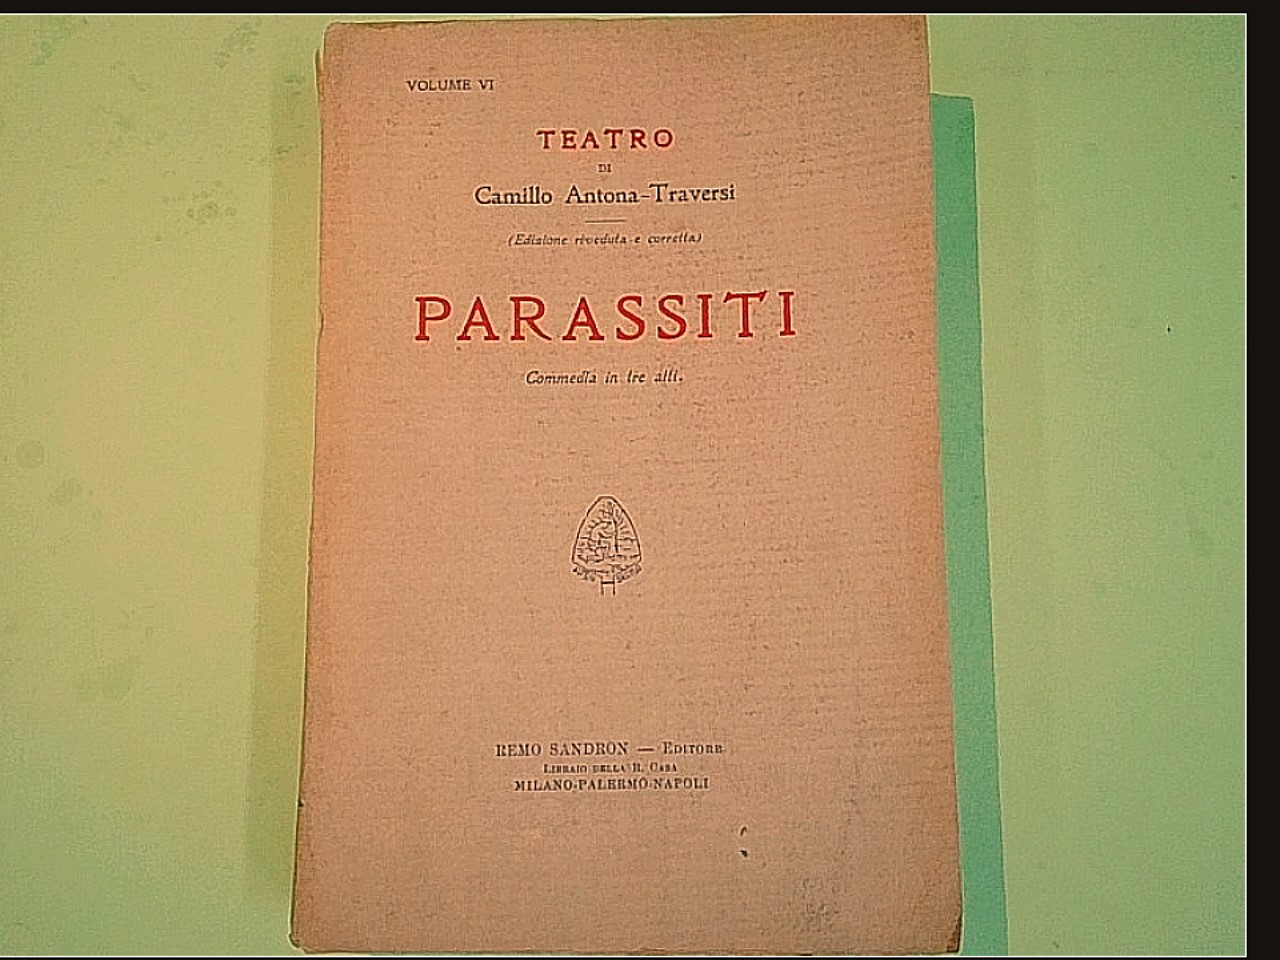 VOLUME VI
TEATRO
DI
Camillo Antona-Traversi
(Edizione riveduta e corretta)
PARASSITI
Commedia in tre atti.
REMO SANDRON — EDITORE
LIBRAIO DELLA R. CASA
MILANO-PALERMO-NAPOLI